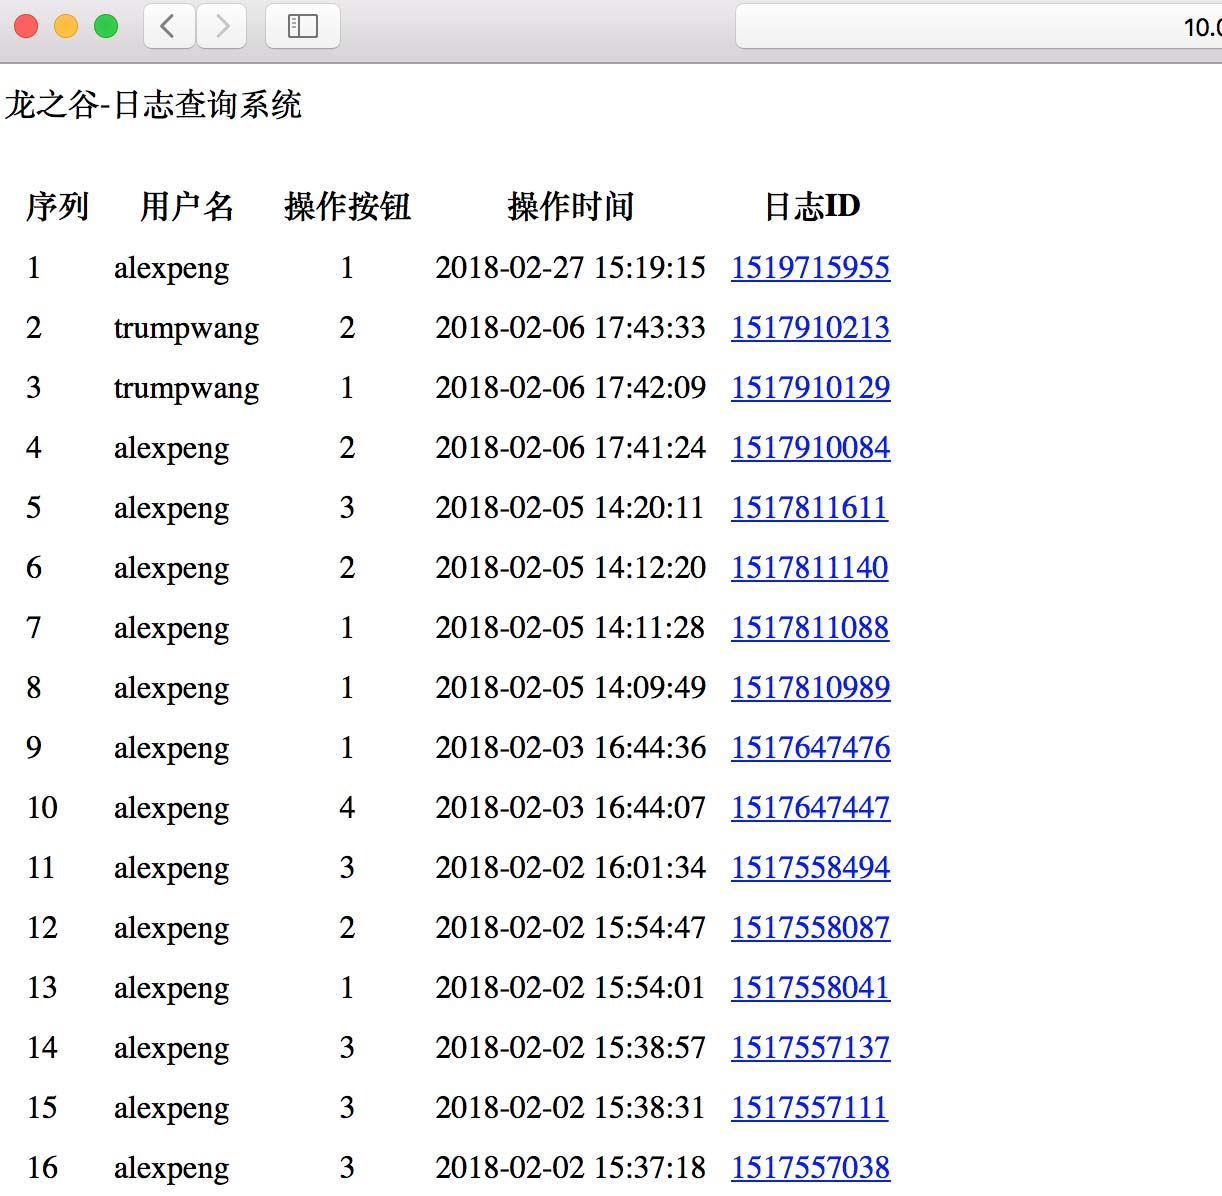 10.0
龙之谷-日志查询系统
序列 用户名 操作按钮 操作时间 日志ID
1 alexpeng 1 2018-02-27 15:19:15 1519715955
2 trumpwang 2 2018-02-06 17:43:33 1517910213
3 trumpwang 1 2018-02-06 17:42:09 1517910129
4 alexpeng 2 2018-02-06 17:41:24 1517910084
5 alexpeng 3 2018-02-05 14:20:11 1517811611
6 alexpeng 2 2018-02-05 14:12:20 1517811140
7 alexpeng 1 2018-02-05 14:11:28 1517811088
8 alexpeng 1 2018-02-05 14:09:49 1517810989
9 alexpeng 1 2018-02-03 16:44:36 1517647476
10 alexpeng 4 2018-02-03 16:44:07 1517647447
11 alexpeng 3 2018-02-02 16:01:34 1517558494
12 alexpeng 2 2018-02-02 15:54:47 1517558087
13 alexpeng 1 2018-02-02 15:54:01 1517558041
14 alexpeng 3 2018-02-02 15:38:57 1517557137
15 alexpeng 3 2018-02-02 15:38:31 1517557111
16 alexpeng 3 2018-02-02 15:37:18 1517557038